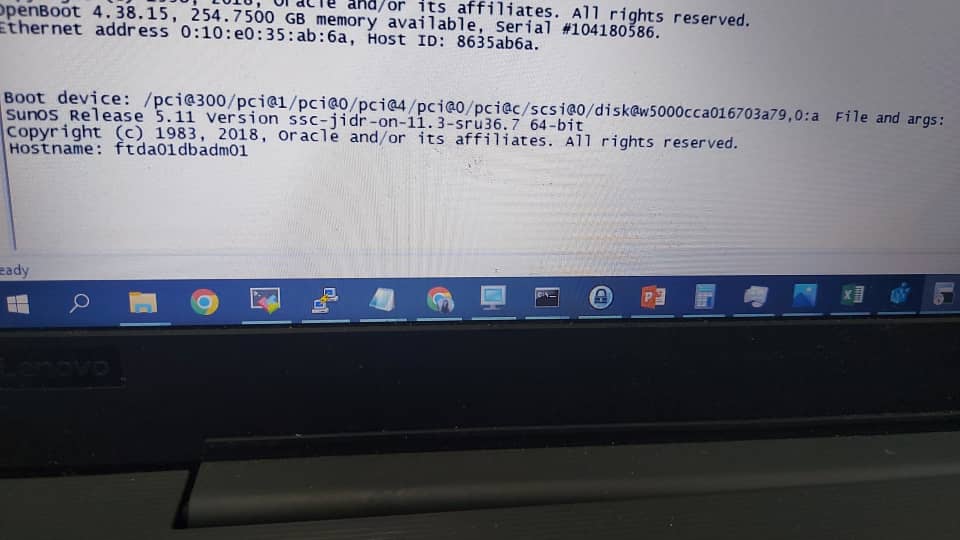 Oracle and/or its affiliates. All rights reserved.
OpenBoot 4.38.15, 254.7500 GB memory available, Serial #104180586.
Ethernet address 0:10:e0:35:ab:6a, Host ID: 8635ab6a.
Boot device: /pci@300/pci@1/pci@0/pci@4/pci@0/pci@c/scsi@0/disk@w5000cca016703a79,0:a File and args:
SunOS Release 5.11 Version ssc-jidr-on-11.3-sru36.7 64-bit
Copyright (c) 1983, 2018, Oracle and/or its affiliates. All rights reserved.
Hostname: ftda01dbadm01
eady
Lenovo